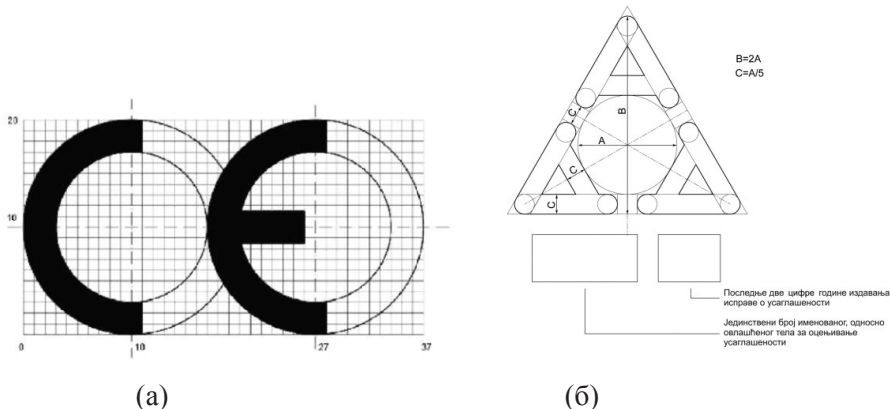 20
10
0 10 27 37
B=2A
C=A/5
C
B
A
C
C
Последње две цифре године издавања
исправе о усаглашености
Јединствени број именованог, односно
овлашћеног тела за оцењивање
усаглашености
(а) (б)